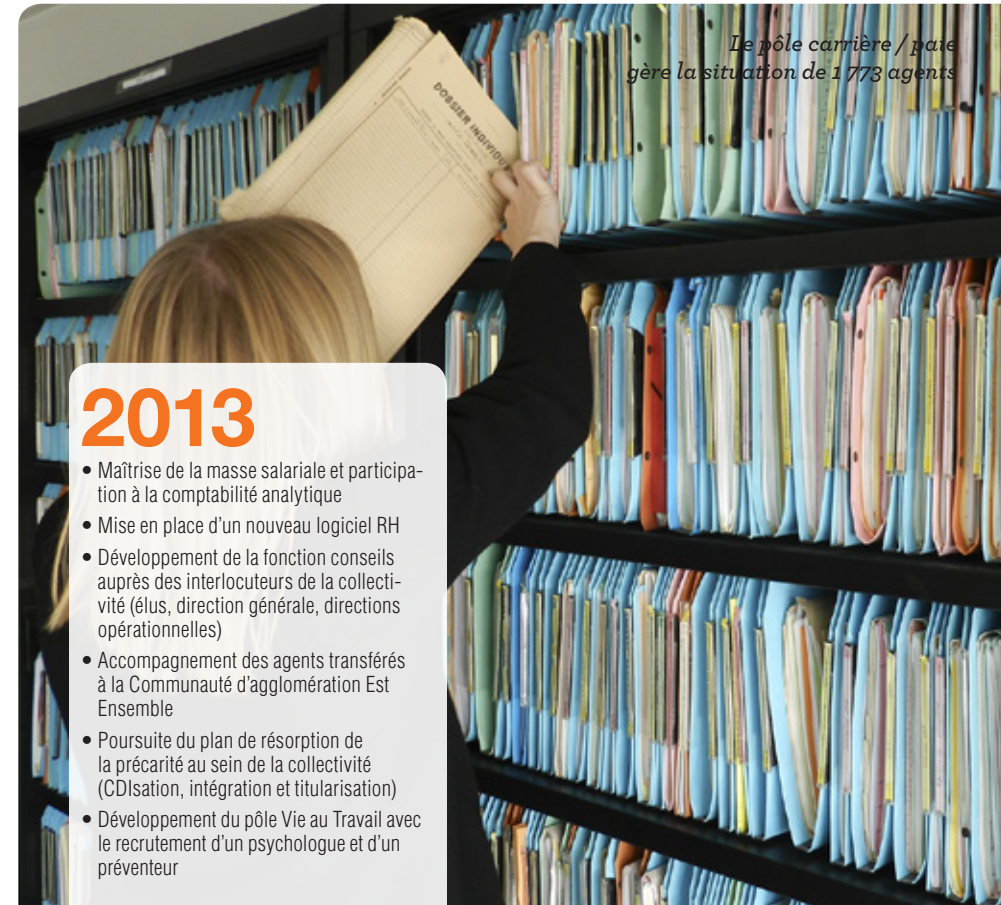 Le pôle carrière / paie
gère la situation de 1 773 agents
DOSSIER INDIVIDUEL
2013
• Maîtrise de la masse salariale et participa-
tion à la comptabilité analytique
• Mise en place d'un nouveau logiciel RH
• Développement de la fonction conseils
auprès des interlocuteurs de la collecti-
vité (élus, direction générale, directions
opérationnelles)
• Accompagnement des agents transférés
à la Communauté d'agglomération Est
Ensemble
• Poursuite du plan de résorption de
la précarité au sein de la collectivité
(CDIsation, intégration et titularisation)
• Développement du pôle Vie au Travail avec
le recrutement d'un psychologue et d'un
préventeur